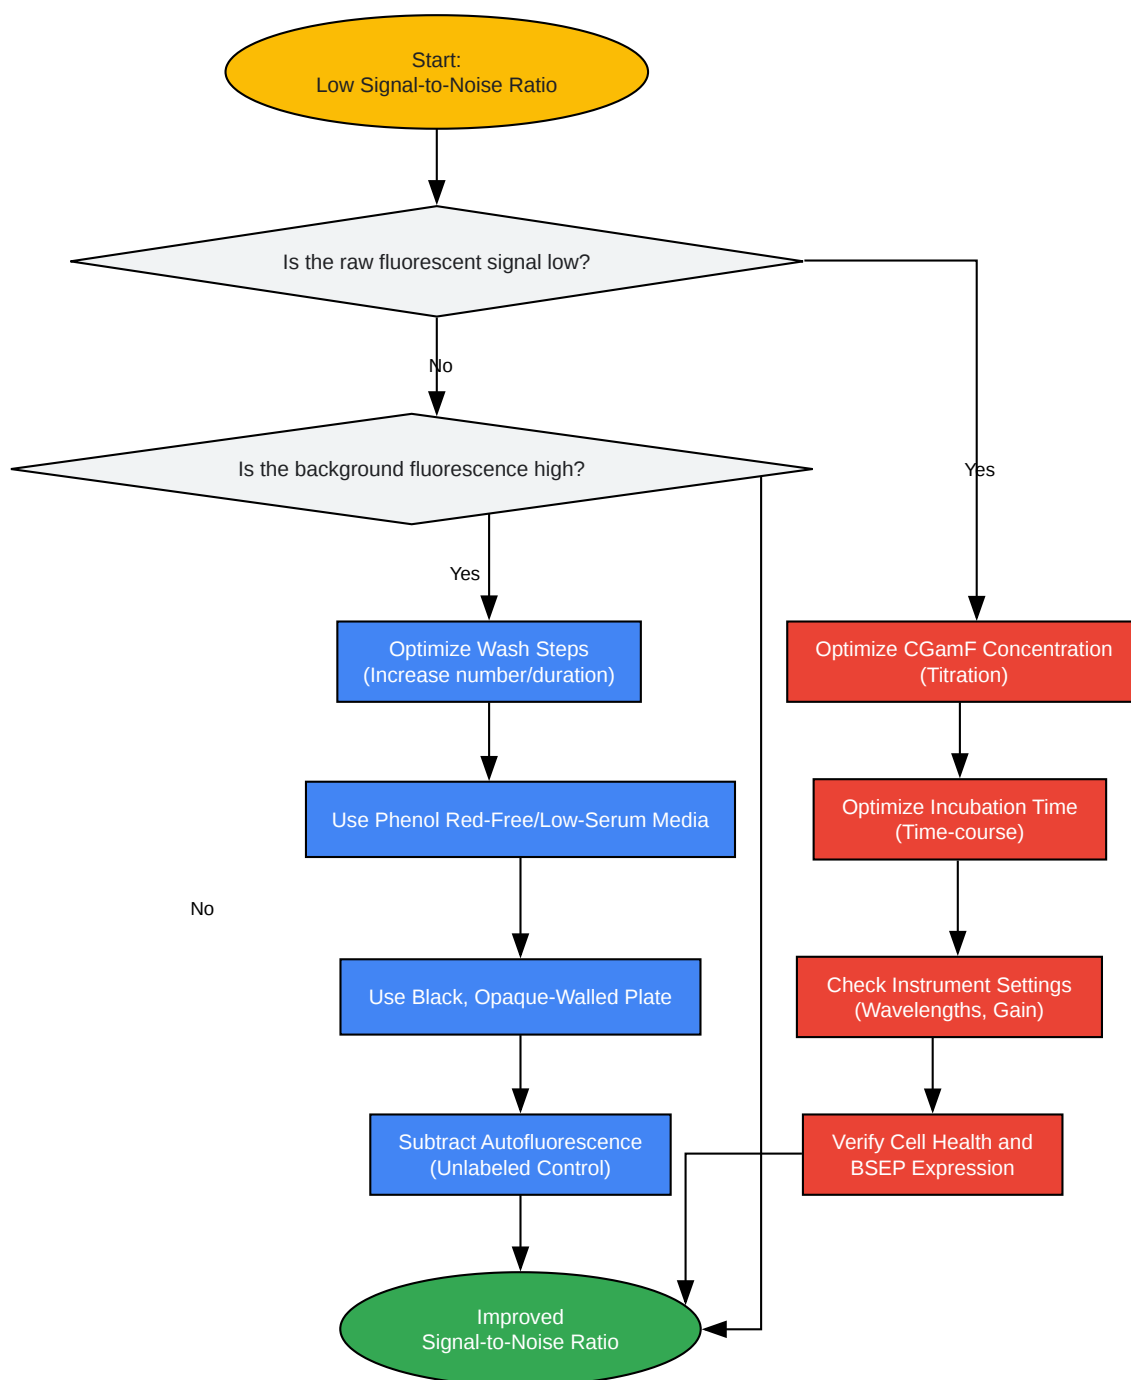 Start:
Low Signal-to-Noise Ratio
Is the raw fluorescent signal low?
No
Is the background fluorescence high?
Yes
Yes
Optimize Wash Steps
(Increase number/duration)
Optimize CGamF Concentration
(Titration)
Use Phenol Red-Free/Low-Serum Media
Optimize Incubation Time
(Time-course)
No
Use Black, Opaque-Walled Plate
Check Instrument Settings
(Wavelengths, Gain)
Subtract Autofluorescence
(Unlabeled Control)
Verify Cell Health and
BSEP Expression
Improved
Signal-to-Noise Ratio